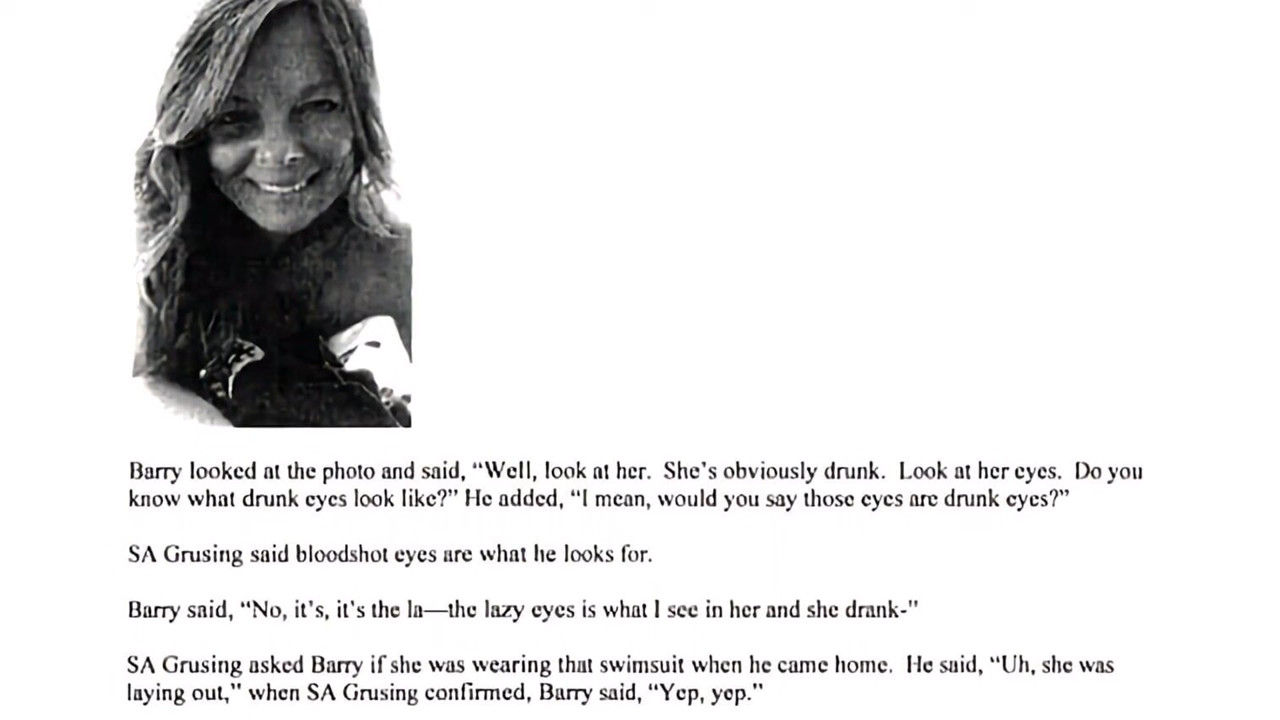 Barry looked at the photo and said, “Well, look at her.  She’s obviously drunk.  Look at her eyes.  Do you
know what drunk eyes look like?” He added, “I mean, would you say those eyes are drunk eyes?”
SA Grusing said bloodshot eyes are what he looks for.
Barry said, “No, it’s, it’s the la—the lazy eyes is what I see in her and she drank-”
SA Grusing asked Barry if she was wearing that swimsuit when he came home.  He said, “Uh, she was
laying out,” when SA Grusing confirmed, Barry said, “Yep, yep.”